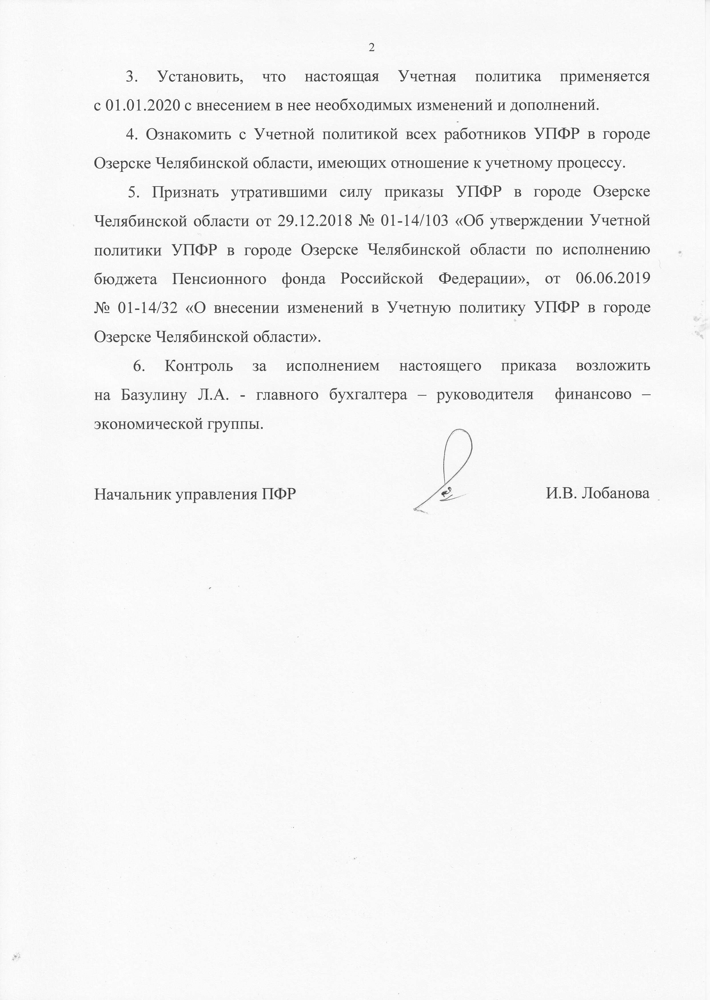 2
3. Установить, что настоящая Учетная политика применяется
с 01.01.2020 с внесением в нее необходимых изменений и дополнений.
4. Ознакомить с Учетной политикой всех работников УПФР в городе
Озерске Челябинской области, имеющих отношение к учетному процессу.
5. Признать утратившими силу приказы УПФР в городе Озерске
Челябинской области от 29.12.2018 № 01-14/103 «Об утверждении Учетной
политики УПФР в городе Озерске Челябинской области по исполнению
бюджета Пенсионного фонда Российской Федерации», от 06.06.2019
№ 01-14/32 «О внесении изменений в Учетную политику УПФР в городе
Озерске Челябинской области».
6. Контроль за исполнением настоящего приказа возложить
на Базулину Л.А. - главного бухгалтера – руководителя финансово –
экономической группы.
Начальник управления ПФР И.В. Лобанова